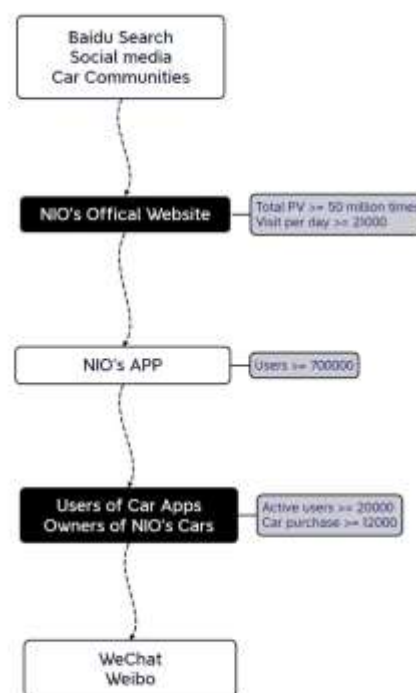 Baidu Search
Social media
Car Communities
NIO's Offical Website
Total PV >= 50 million times
Visit per day >= 21000
NIO's APP
Users >= 700000
Users of Car Apps
Owners of NIO's Cars
Active users >= 20000
Car purchase >= 12000
WeChat
Weibo